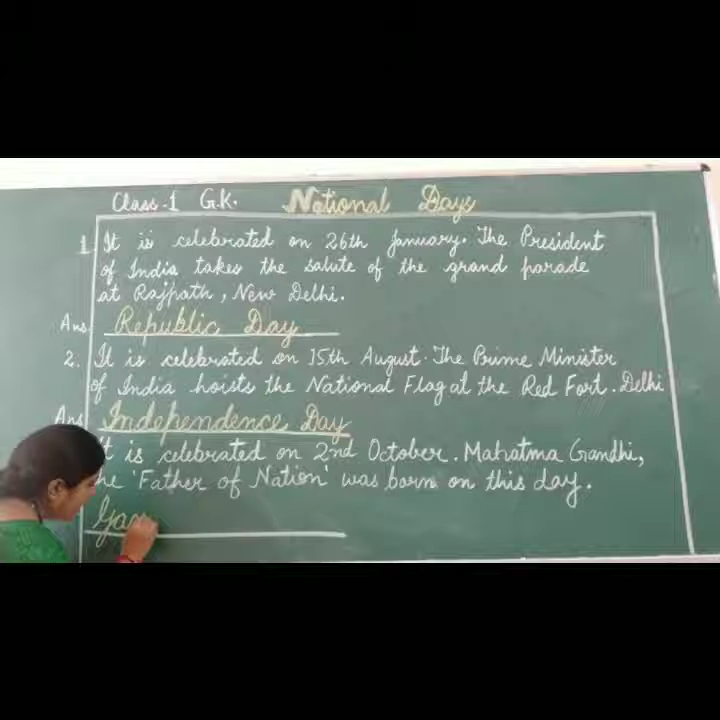 Class-1 G.K. National Days
1. It is celebrated on 26th January. The President
of India takes the salute of the grand parade
at Rajpath, New Delhi.
Ans. Republic Day
2. It is celebrated on 15th August. The Prime Minister
of India hoists the National Flag at the Red Fort. Delhi
Ans Independence Day
It is celebrated on 2nd October. Mahatma Gandhi,
he 'Father of Nation' was born on this day.
Gan